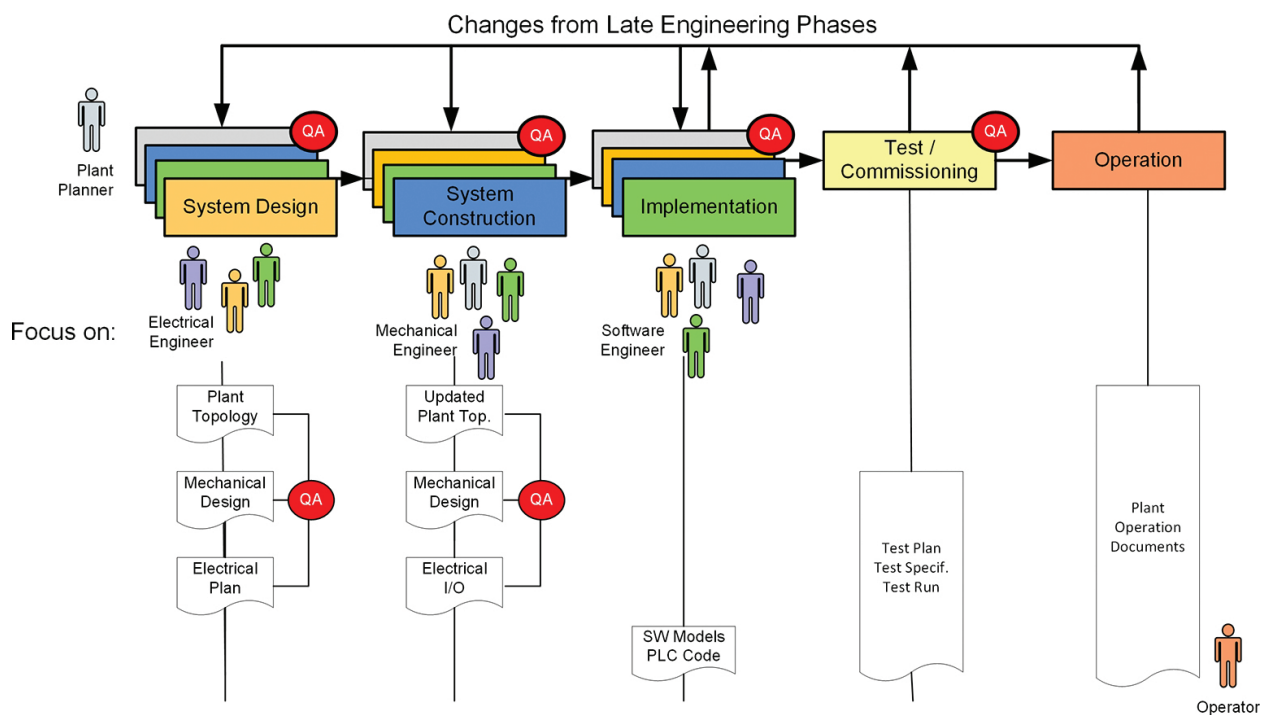 Changes from Late Engineering Phases
Plant
Planner
QA
System Design
QA
System
Construction
QA
Implementation
QA
Test /
Commissioning
Operation
Focus on:
Electrical
Engineer
Mechanical
Engineer
Software
Engineer
Plant
Topology
Mechanical
Design
QA
Electrical
Plan
Updated
Plant Top.
Mechanical
Design
QA
Electrical
I/O
SW Models
PLC Code
Test Plan
Test Specif.
Test Run
Plant
Operation
Documents
Operator